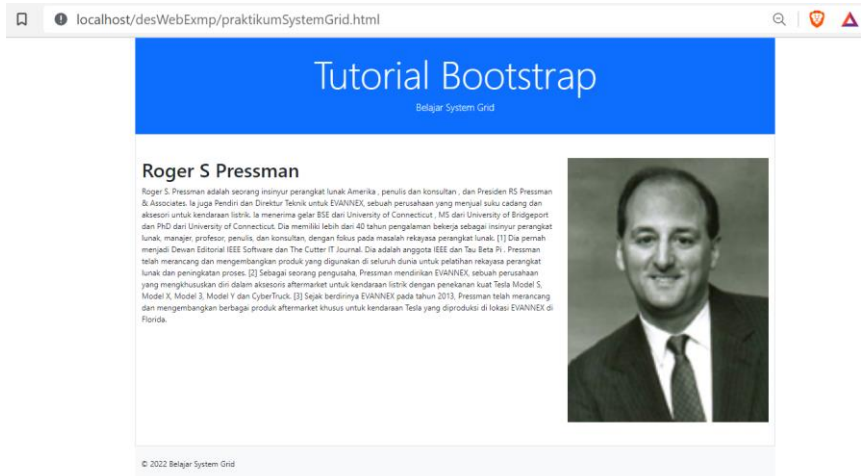 localhost/desWebExmp/praktikumSystemGrid.html
Tutorial Bootstrap
Belajar System Grid
Roger S Pressman
Roger S. Pressman adalah seorang insinyur perangkat lunak Amerika , penulis dan konsultan , dan Presiden RS Pressman
& Associates. Ia juga Pendiri dan Direktur Teknik untuk EVANNEX, sebuah perusahaan yang menjual suku cadang dan
aksesori untuk kendaraan listrik. Ia menerima gelar BSE dari University of Connecticut , MS dari University of Bridgeport
dan PhD dari University of Connecticut. Dia memiliki lebih dari 40 tahun pengalaman bekerja sebagai insinyur perangkat
lunak, manajer, profesor, penulis, dan konsultan, dengan fokus pada masalah rekayasa perangkat lunak. [1] Dia pernah
menjadi Dewan Editorial IEEE Software dan The Cutter IT Journal. Dia adalah anggota IEEE dan Tau Beta Pi . Pressman
telah merancang dan mengembangkan produk yang digunakan di seluruh dunia untuk pelatihan rekayasa perangkat
lunak dan peningkatan proses. [2] Sebagai seorang pengusaha, Pressman mendirikan EVANNEX, sebuah perusahaan
yang mengkhususkan diri dalam aksesoris aftermarket untuk kendaraan listrik dengan penekanan kuat Tesla Model S,
Model X, Model 3, Model Y dan CyberTruck. [3] Sejak berdirinya EVANNEX pada tahun 2013, Pressman telah merancang
dan mengembangkan berbagai produk aftermarket khusus untuk kendaraan Tesla yang diproduksi di lokasi EVANNEX di
Florida.
© 2022 Belajar System Grid